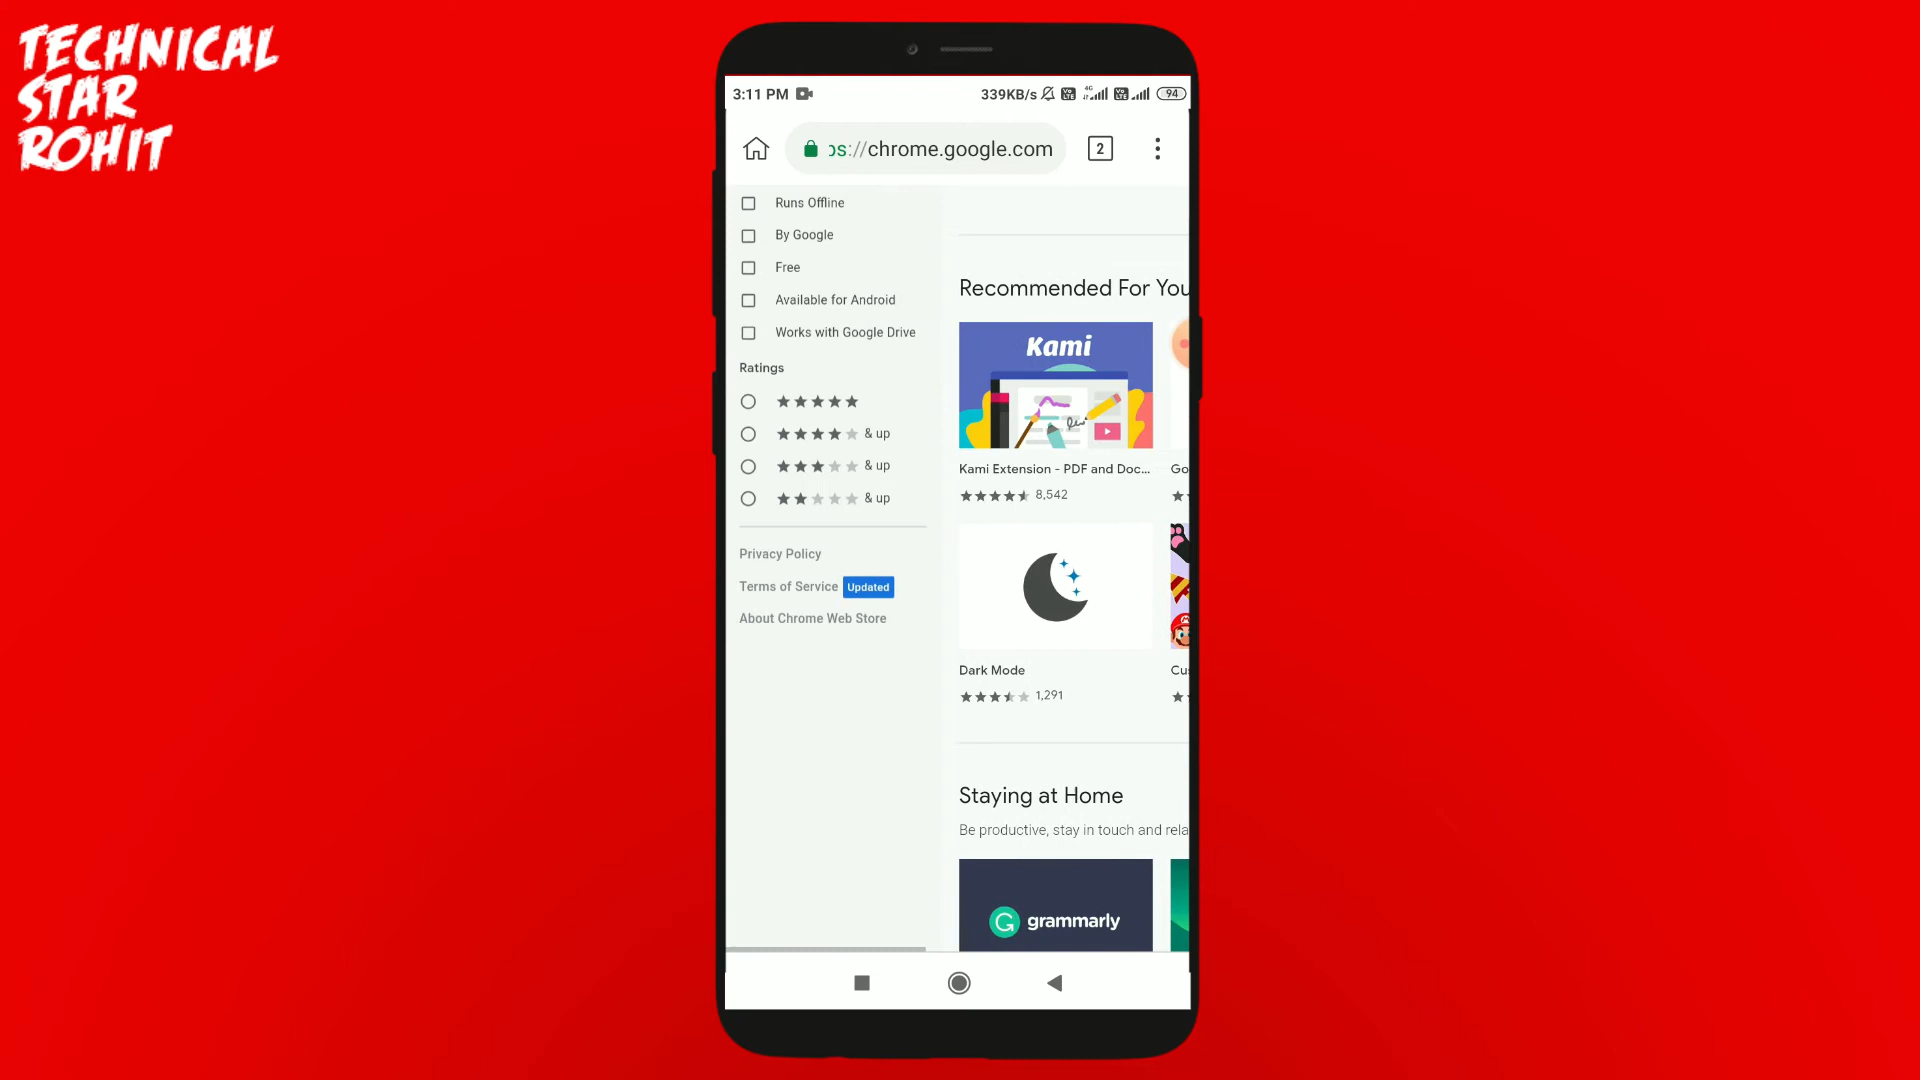 TECHNICAL
STAR
ROHIT
3:11 PM
339KB/s
4G
94
ps://chrome.google.com
2
Runs Offline
By Google
Free
Available for Android
Works with Google Drive
Ratings
& up
& up
& up
Privacy Policy
Terms of Service Updated
About Chrome Web Store
Recommended For You
Kami
Kami Extension - PDF and Doc...
Go
8,542
Dark Mode
Cus
1,291
Staying at Home
Be productive, stay in touch and rela
G grammarly